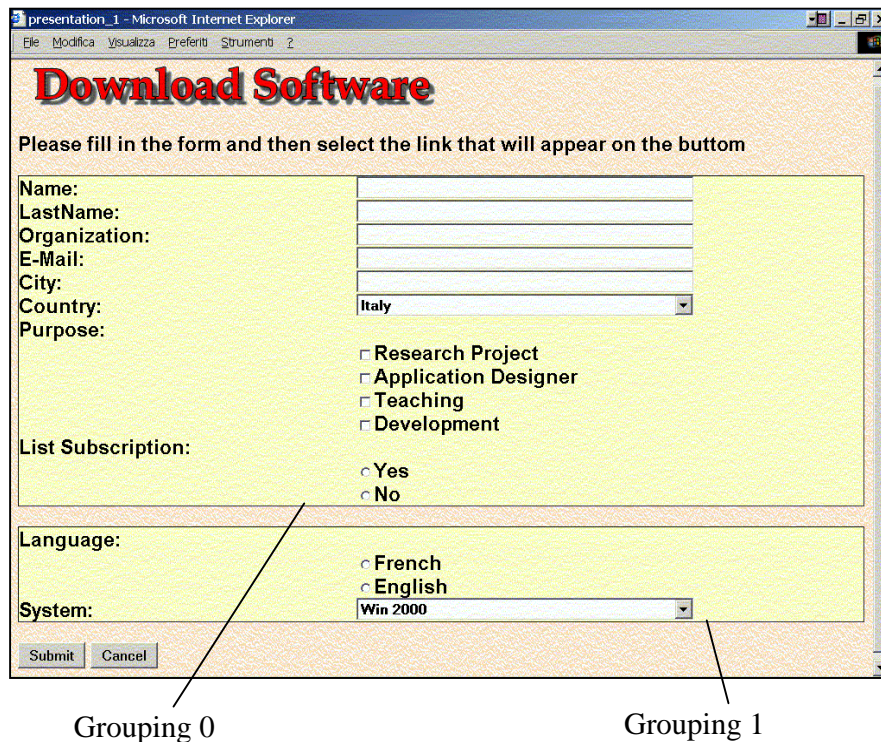 presentation_1 - Microsoft Internet Explorer
File Modifica Visualizza Preferiti Strumenti ?
Download Software
Please fill in the form and then select the link that will appear on the buttom
Name:
LastName:
Organization:
E-Mail:
City:
Country: Italy
Purpose:
Research Project
Application Designer
Teaching
Development
List Subscription:
Yes
No
Language:
French
English
System: Win 2000
Submit Cancel
Grouping 0 Grouping 1